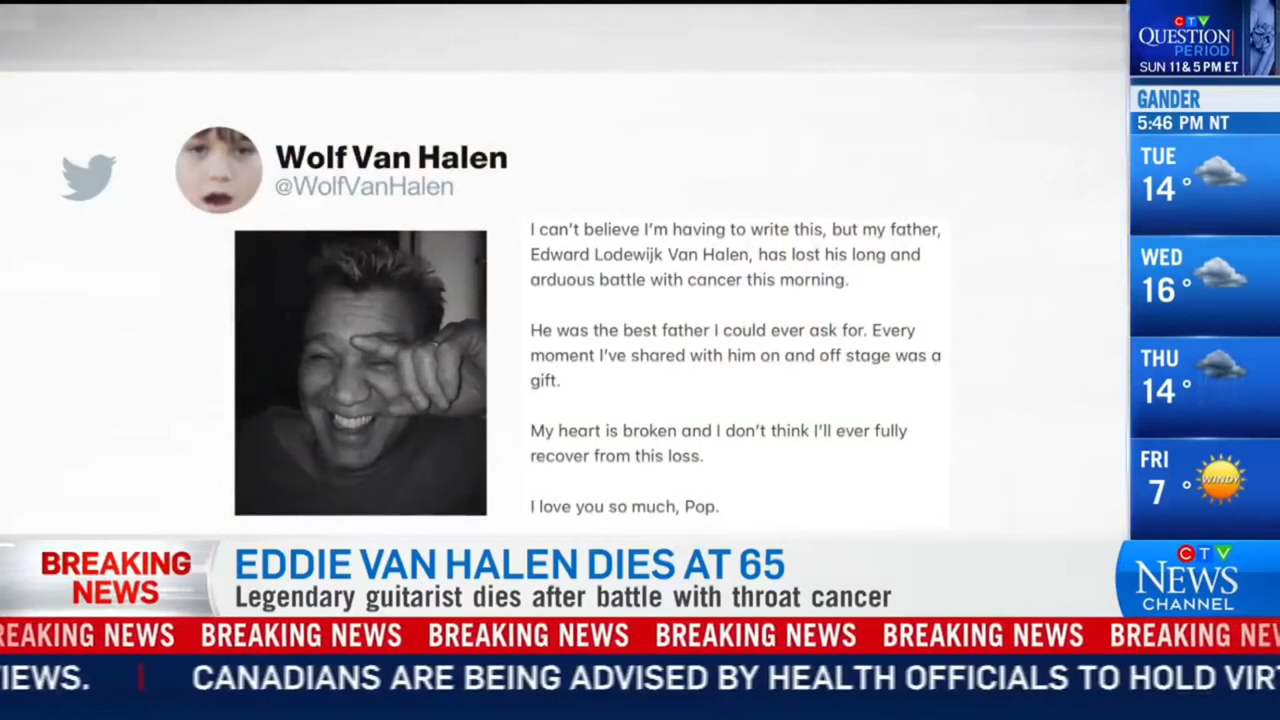 CTV
QUESTION
PERIOD
SUN 11 & 5 PM ET
GANDER
5:46 PM NT
TUE
14°
WED
16°
THU
14°
FRI
7°
WINDY
Wolf Van Halen
@WolfVanHalen
I can't believe I'm having to write this, but my father,
Edward Lodewijk Van Halen, has lost his long and
arduous battle with cancer this morning.
He was the best father I could ever ask for. Every
moment I've shared with him on and off stage was a
gift.
My heart is broken and I don't think I'll ever fully
recover from this loss.
I love you so much, Pop.
BREAKING
NEWS
EDDIE VAN HALEN DIES AT 65
Legendary guitarist dies after battle with throat cancer
CTV
NEWS
CHANNEL
REAKING NEWS BREAKING NEWS BREAKING NEWS BREAKING NEWS BREAKING NEWS BREAKING NEW
IEWS. | CANADIANS ARE BEING ADVISED BY HEALTH OFFICIALS TO HOLD VIR